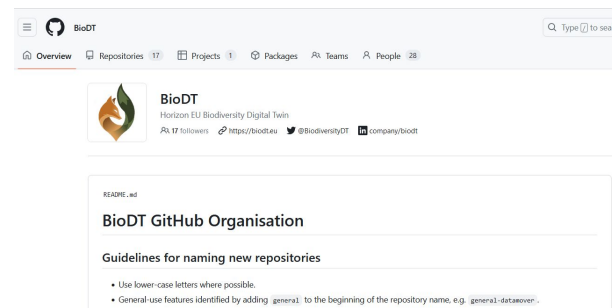 BioDT
Type / to sea
Overview
Repositories 17
Projects 1
Packages
Teams
People 28
BioDT
Horizon EU Biodiversity Digital Twin
17 followers https://biodt.eu @BiodiversityDT company/biodt
README.md
BioDT GitHub Organisation
Guidelines for naming new repositories
• Use lower-case letters where possible.
• General-use features identified by adding general to the beginning of the repository name, e.g. general-datamover.